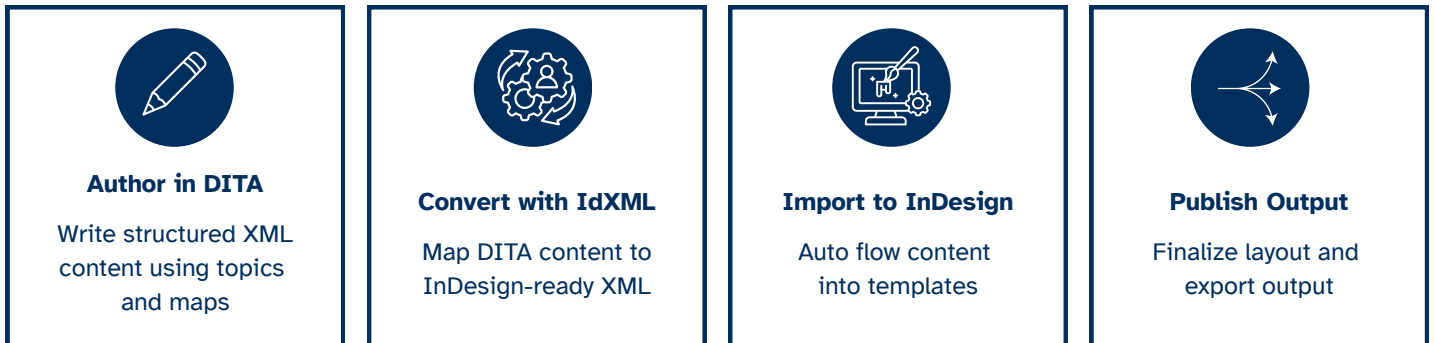 Author in DITA
Write structured XML
content using topics
and maps
Convert with IdXML
Map DITA content to
InDesign-ready XML
Import to InDesign
Auto flow content
into templates
Publish Output
Finalize layout and
export output